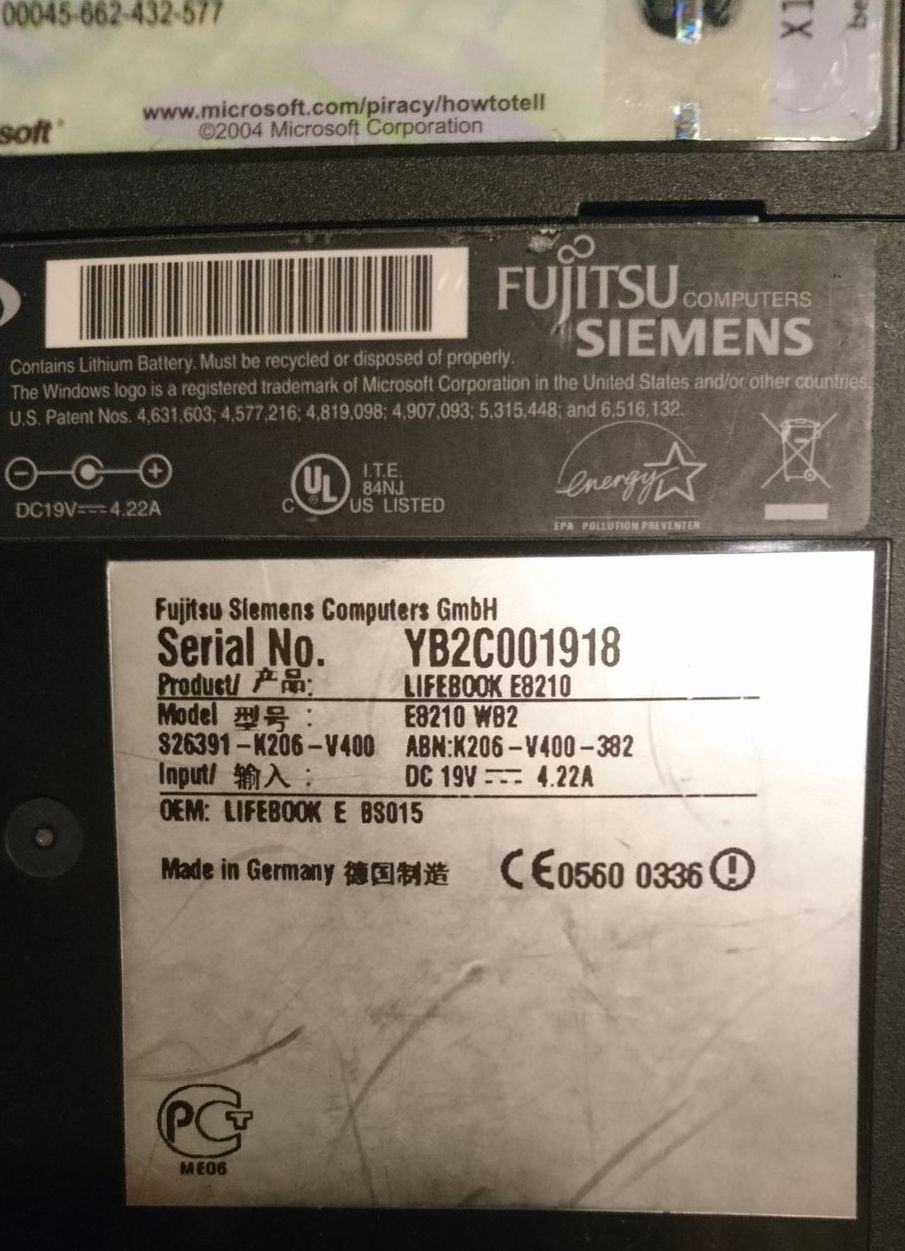 00045-662-432-577
www.microsoft.com/piracy/howtotell
©2004 Microsoft Corporation
soft
X1
be
FUJITSU COMPUTERS
SIEMENS
Contains Lithium Battery. Must be recycled or disposed of properly.
The Windows logo is a registered trademark of Microsoft Corporation in the United States and/or other countries
U.S. Patent Nos. 4,631,603; 4,577,216; 4,819,098; 4,907,093; 5,315,448; and 6,516,132.
DC19V⎓4.22A
C UL US LISTED
I.T.E.
84NJ
energy
EPA POLLUTION PREVENTER
Fujitsu Siemens Computers GmbH
Serial No. YB2C001918
Product/ 产品: LIFEBOOK E8210
Model 型号 : E8210 WB2
S26391-K206-V400 ABN:K206-V400-382
Input/ 输入 : DC 19V ⎓ 4.22A
OEM: LIFEBOOK E BS015
Made in Germany 德国制造 CE0560 0336
PCT
ME06